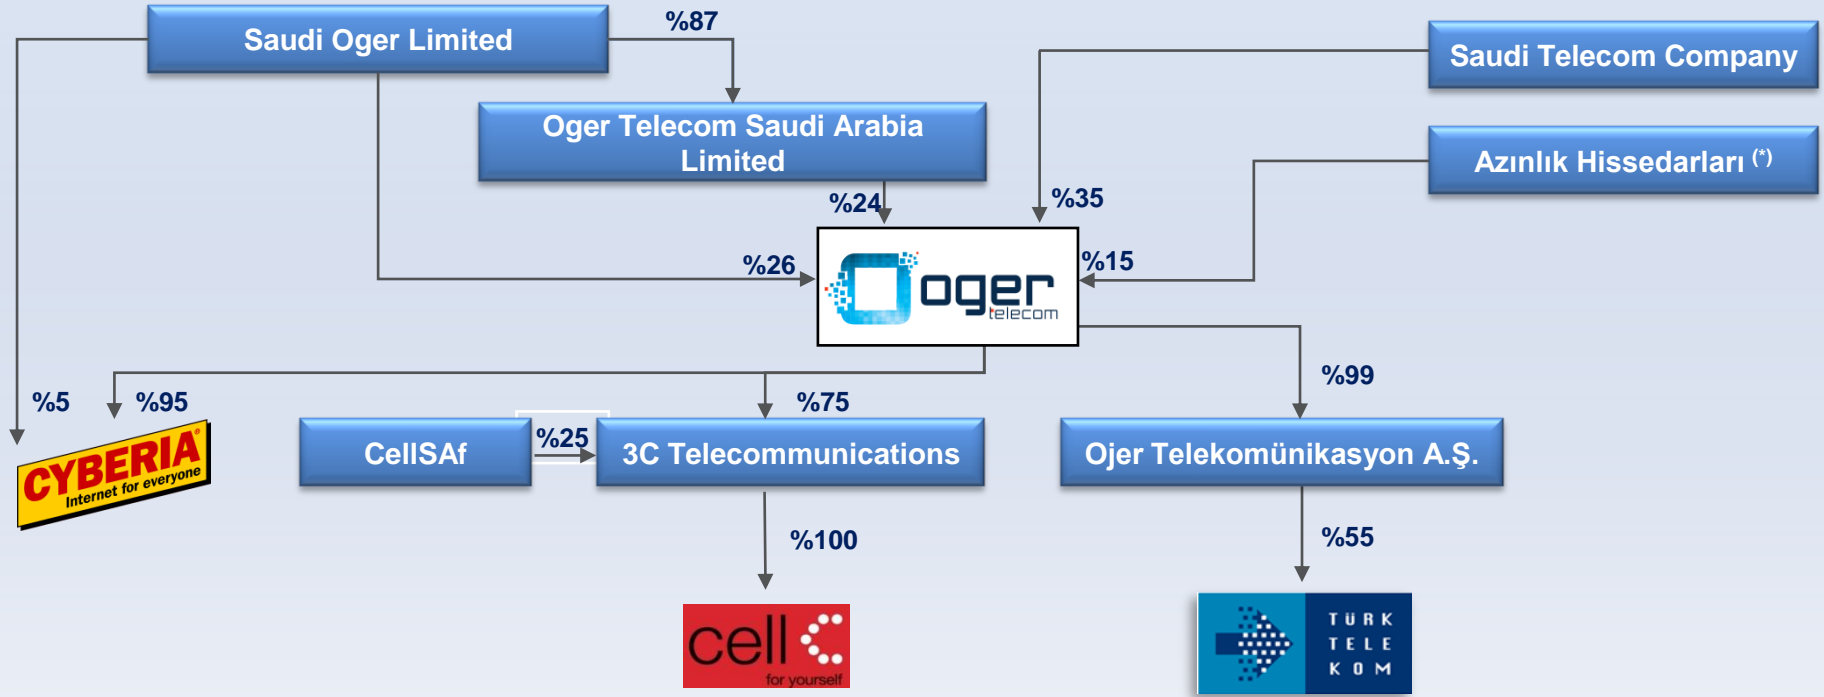 %87
Saudi Oger Limited
Saudi Telecom Company
Oger Telecom Saudi Arabia
Limited
Azınlık Hissedarları (*)
%24
%35
%26
%15
oger
telecom
%5
%95
%75
%99
CYBERIA
Internet for everyone
CellSAf
%25
3C Telecommunications
Ojer Telekomünikasyon A.Ş.
%100
%55
cell C
for yourself
TÜRK
TELE
KOM